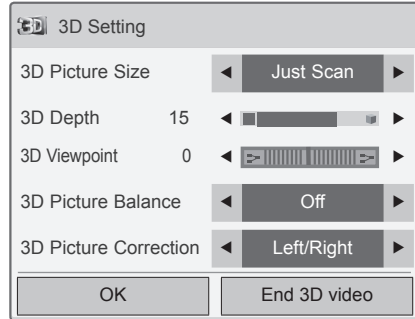 3D 3D Setting
3D Picture Size Just Scan
3D Depth 15
3D Viewpoint 0
3D Picture Balance Off
3D Picture Correction Left/Right
OK End 3D video